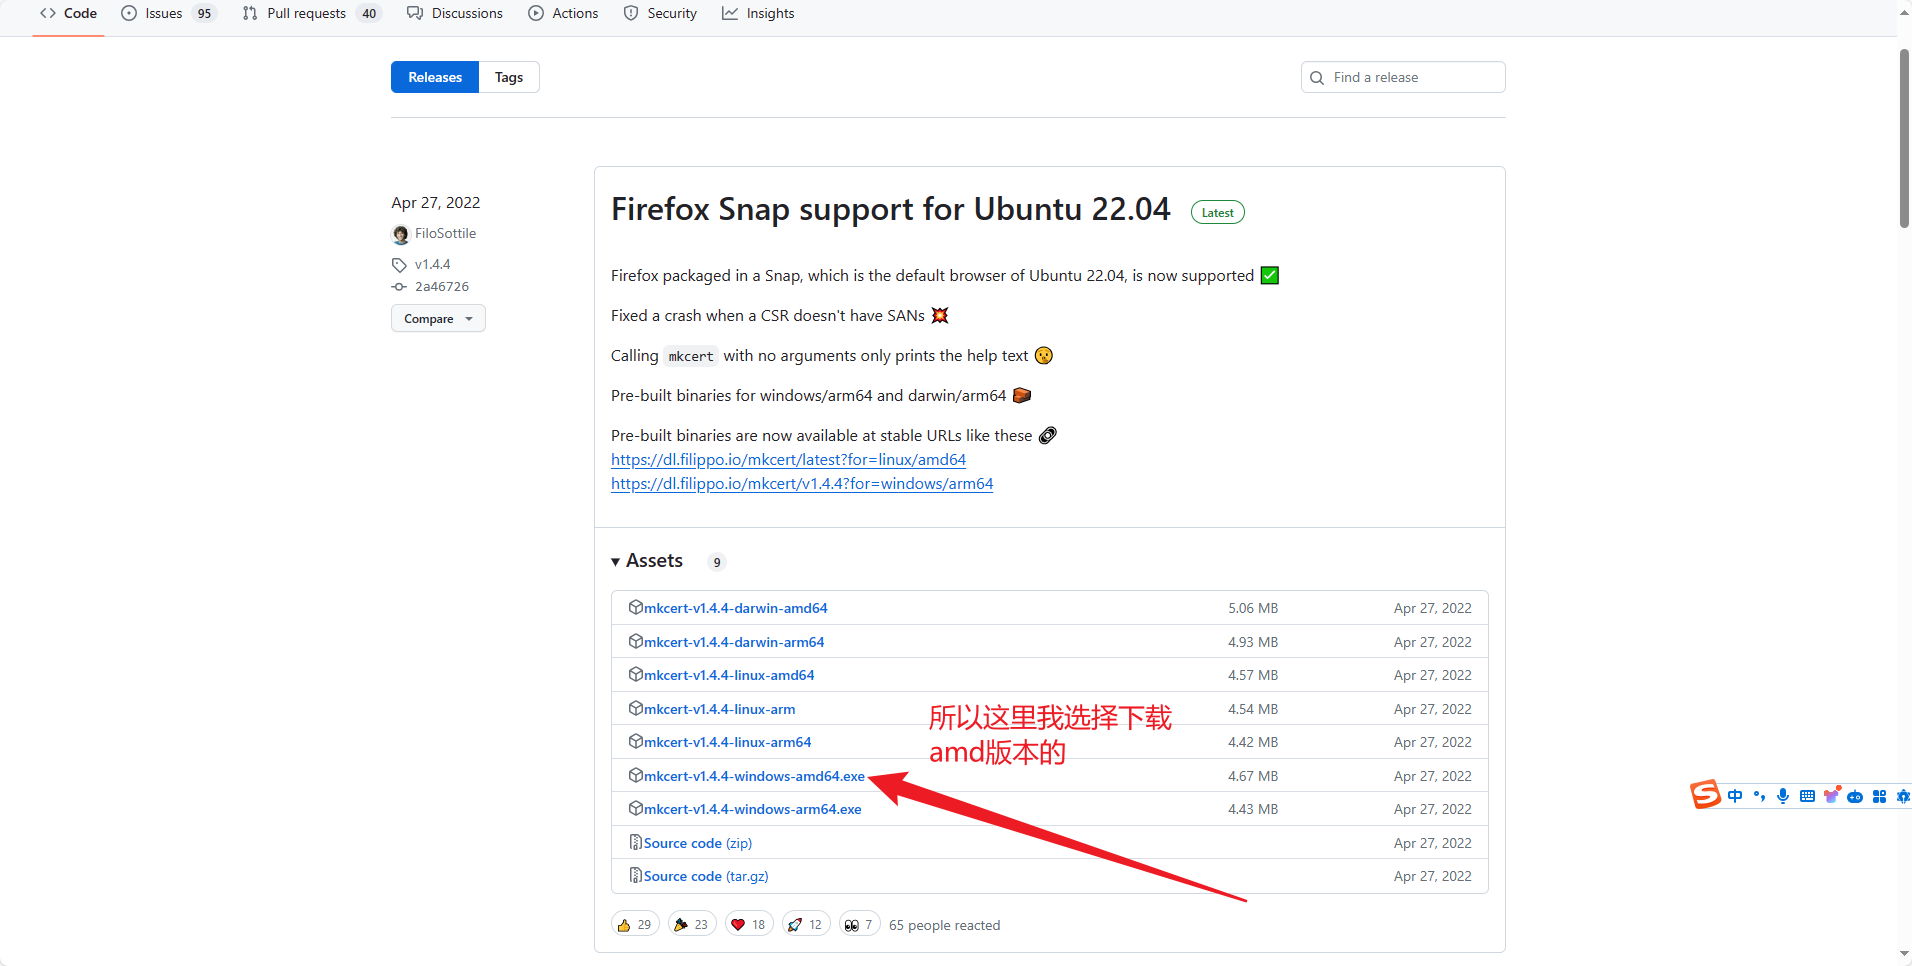 Code Issues 95 Pull requests 40 Discussions Actions Security Insights
Releases Tags Find a release
Apr 27, 2022
FiloSottile
v1.4.4
2a46726
Compare
Firefox Snap support for Ubuntu 22.04 Latest
Firefox packaged in a Snap, which is the default browser of Ubuntu 22.04, is now supported ✅
Fixed a crash when a CSR doesn't have SANs 💥
Calling mkcert with no arguments only prints the help text 🤫
Pre-built binaries for windows/arm64 and darwin/arm64 🧱
Pre-built binaries are now available at stable URLs like these 🔗
https://dl.filippo.io/mkcert/latest?for=linux/amd64
https://dl.filippo.io/mkcert/v1.4.4?for=windows/arm64
Assets 9
mkcert-v1.4.4-darwin-amd64 5.06 MB Apr 27, 2022
mkcert-v1.4.4-darwin-arm64 4.93 MB Apr 27, 2022
mkcert-v1.4.4-linux-amd64 4.57 MB Apr 27, 2022
mkcert-v1.4.4-linux-arm 4.54 MB Apr 27, 2022
所以这里我选择下载
mkcert-v1.4.4-linux-arm64 4.42 MB Apr 27, 2022
amd版本的
mkcert-v1.4.4-windows-amd64.exe 4.67 MB Apr 27, 2022
mkcert-v1.4.4-windows-arm64.exe 4.43 MB Apr 27, 2022
Source code (zip) Apr 27, 2022
Source code (tar.gz) Apr 27, 2022
👍 29 🎉 23 ❤️ 18 🚀 12 👀 7 65 people reacted
S 中